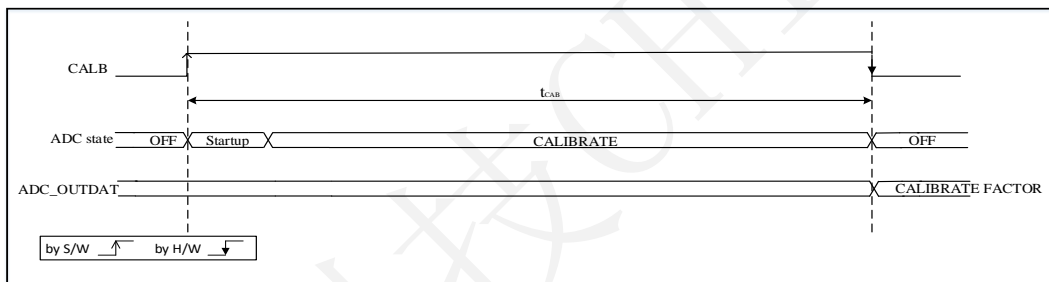 CALB
tCAB
ADC state OFF Startup CALIBRATE OFF
ADC_OUTDAT CALIBRATE FACTOR
by S/W by H/W